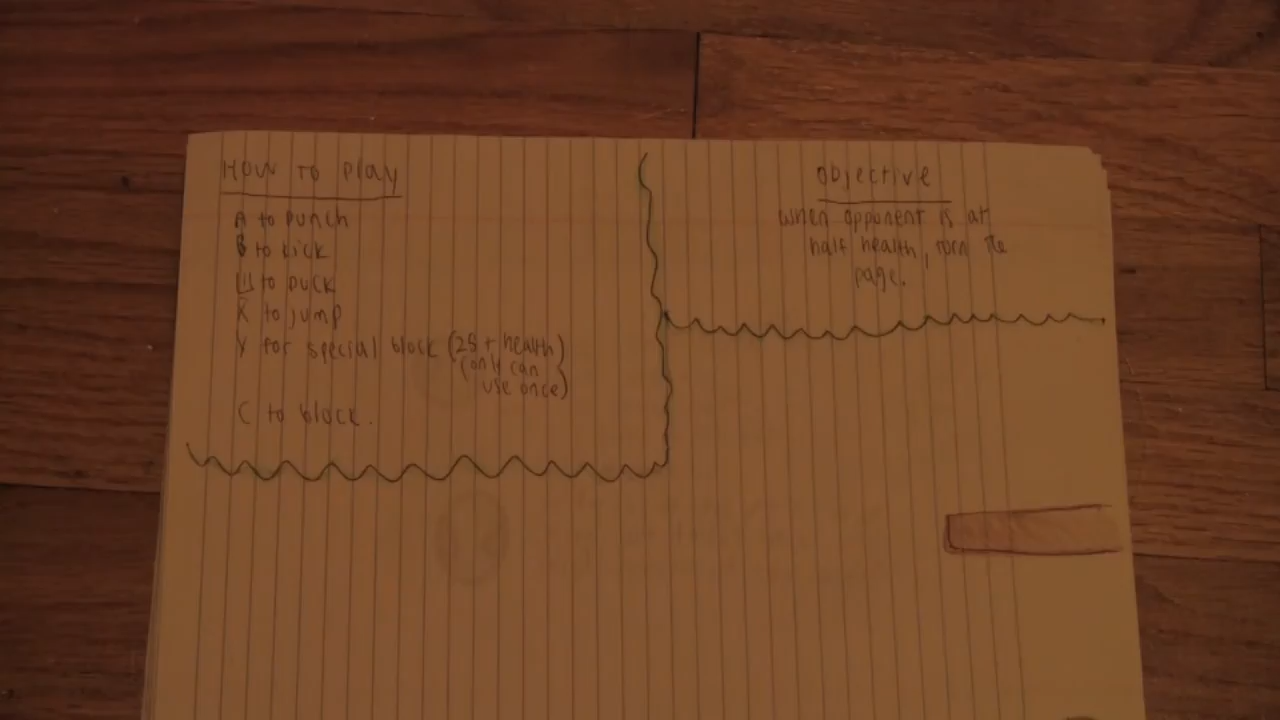 How to play
A to punch
B to kick
to Duck
X to jump
Y for special block (25+ health)
(only can
use once)
C to block.
Objective
when opponent is at
half health, turn the
page.